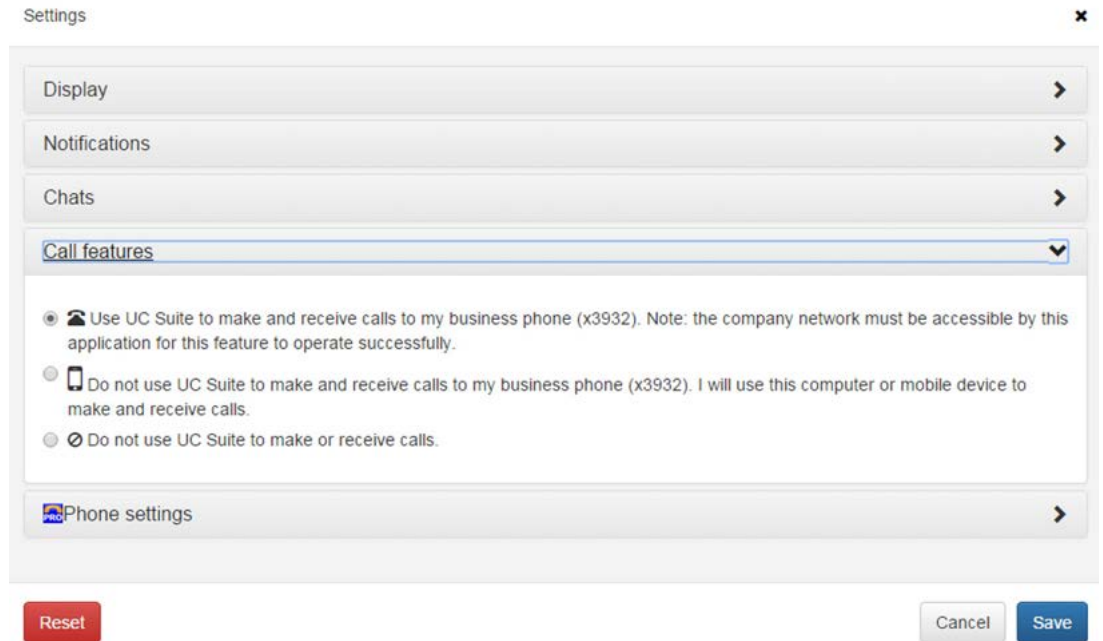 Settings
Display
Notifications
Chats
Call features
Use UC Suite to make and receive calls to my business phone (x3932). Note: the company network must be accessible by this
application for this feature to operate successfully.
Do not use UC Suite to make and receive calls to my business phone (x3932). I will use this computer or mobile device to
make and receive calls.
Do not use UC Suite to make or receive calls.
PRO Phone settings
Reset
Cancel
Save